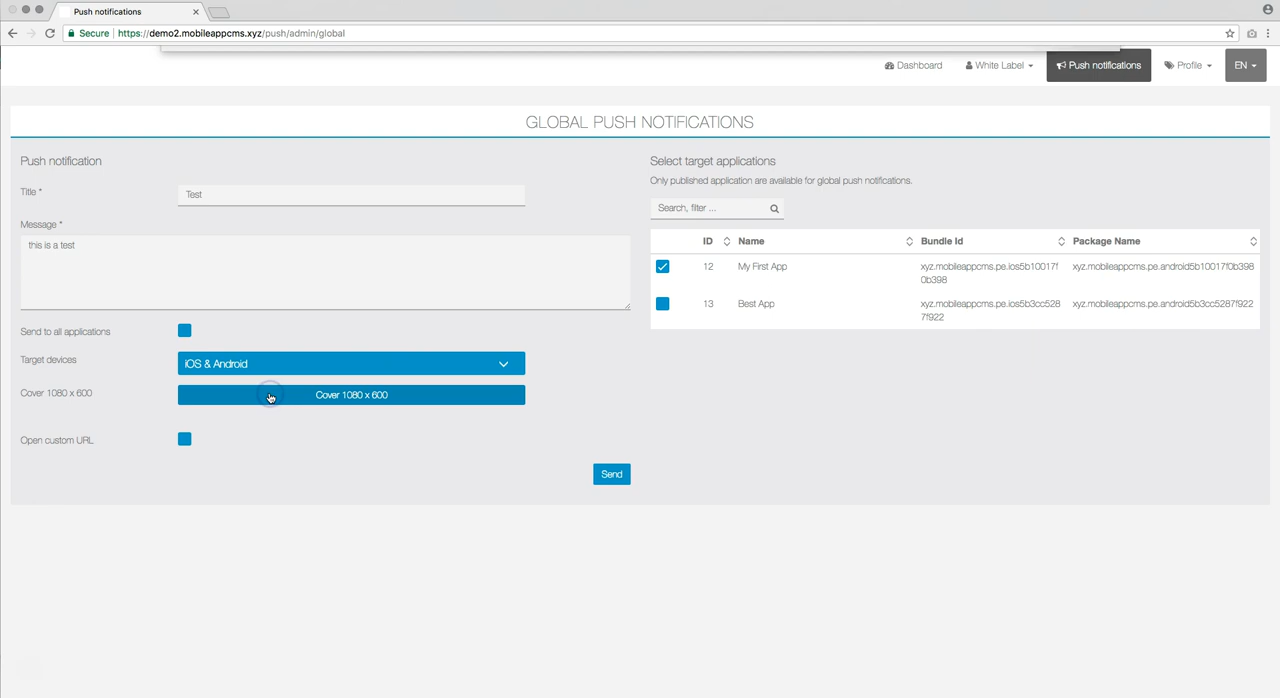 Push notifications
Secure https://demo2.mobileappcms.xyz/push/admin/global
Dashboard White Label Push notifications Profile EN
GLOBAL PUSH NOTIFICATIONS
Push notification
Title *
Test
Message *
this is a test
Send to all applications
Target devices
iOS & Android
Cover 1080 x 600
Cover 1080 x 600
Open custom URL
Send
Select target applications
Only published application are available for global push notifications.
Search, filter ...
ID Name Bundle Id Package Name
12 My First App xyz.mobileappcms.pe.ios5b10017f xyz.mobileappcms.pe.android5b10017f0b398
0b398
13 Best App xyz.mobileappcms.pe.ios5b3cc528 xyz.mobileappcms.pe.android5b3cc5287f922
7f922